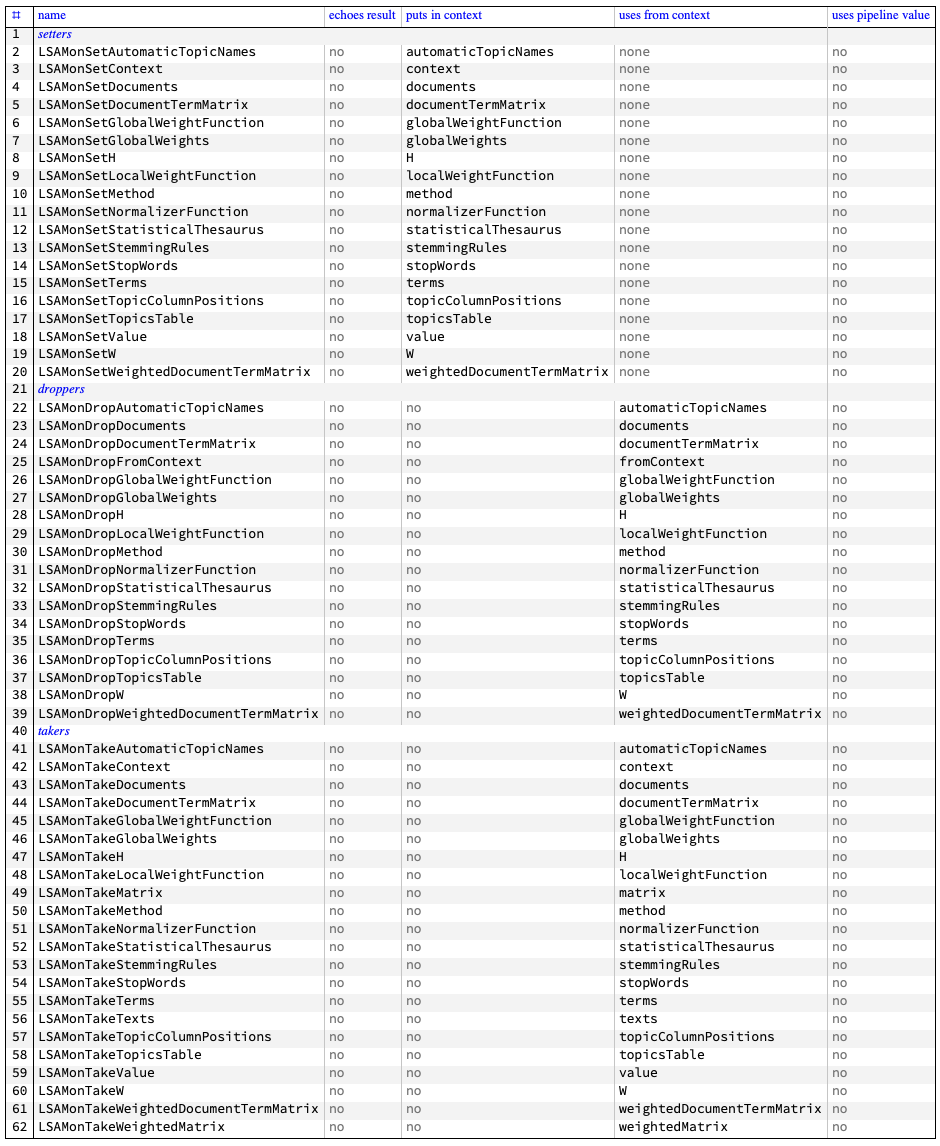 # name echoes result puts in context uses from context uses pipeline value
1 setters
2 LSAMonSetAutomaticTopicNames no automaticTopicNames none no
3 LSAMonSetContext no context none no
4 LSAMonSetDocuments no documents none no
5 LSAMonSetDocumentTermMatrix no documentTermMatrix none no
6 LSAMonSetGlobalWeightFunction no globalWeightFunction none no
7 LSAMonSetGlobalWeights no globalWeights none no
8 LSAMonSetH no H none no
9 LSAMonSetLocalWeightFunction no localWeightFunction none no
10 LSAMonSetMethod no method none no
11 LSAMonSetNormalizerFunction no normalizerFunction none no
12 LSAMonSetStatisticalThesaurus no statisticalThesaurus none no
13 LSAMonSetStemmingRules no stemmingRules none no
14 LSAMonSetStopWords no stopWords none no
15 LSAMonSetTerms no terms none no
16 LSAMonSetTopicColumnPositions no topicColumnPositions none no
17 LSAMonSetTopicsTable no topicsTable none no
18 LSAMonSetValue no value none no
19 LSAMonSetW no W none no
20 LSAMonSetWeightedDocumentTermMatrix no weightedDocumentTermMatrix none no
21 droppers
22 LSAMonDropAutomaticTopicNames no no automaticTopicNames no
23 LSAMonDropDocuments no no documents no
24 LSAMonDropDocumentTermMatrix no no documentTermMatrix no
25 LSAMonDropFromContext no no fromContext no
26 LSAMonDropGlobalWeightFunction no no globalWeightFunction no
27 LSAMonDropGlobalWeights no no globalWeights no
28 LSAMonDropH no no H no
29 LSAMonDropLocalWeightFunction no no localWeightFunction no
30 LSAMonDropMethod no no method no
31 LSAMonDropNormalizerFunction no no normalizerFunction no
32 LSAMonDropStatisticalThesaurus no no statisticalThesaurus no
33 LSAMonDropStemmingRules no no stemmingRules no
34 LSAMonDropStopWords no no stopWords no
35 LSAMonDropTerms no no terms no
36 LSAMonDropTopicColumnPositions no no topicColumnPositions no
37 LSAMonDropTopicsTable no no topicsTable no
38 LSAMonDropW no no W no
39 LSAMonDropWeightedDocumentTermMatrix no no weightedDocumentTermMatrix no
40 takers
41 LSAMonTakeAutomaticTopicNames no no automaticTopicNames no
42 LSAMonTakeContext no no context no
43 LSAMonTakeDocuments no no documents no
44 LSAMonTakeDocumentTermMatrix no no documentTermMatrix no
45 LSAMonTakeGlobalWeightFunction no no globalWeightFunction no
46 LSAMonTakeGlobalWeights no no globalWeights no
47 LSAMonTakeH no no H no
48 LSAMonTakeLocalWeightFunction no no localWeightFunction no
49 LSAMonTakeMatrix no no matrix no
50 LSAMonTakeMethod no no method no
51 LSAMonTakeNormalizerFunction no no normalizerFunction no
52 LSAMonTakeStatisticalThesaurus no no statisticalThesaurus no
53 LSAMonTakeStemmingRules no no stemmingRules no
54 LSAMonTakeStopWords no no stopWords no
55 LSAMonTakeTerms no no terms no
56 LSAMonTakeTexts no no texts no
57 LSAMonTakeTopicColumnPositions no no topicColumnPositions no
58 LSAMonTakeTopicsTable no no topicsTable no
59 LSAMonTakeValue no no value no
60 LSAMonTakeW no no W no
61 LSAMonTakeWeightedDocumentTermMatrix no no weightedDocumentTermMatrix no
62 LSAMonTakeWeightedMatrix no no weightedMatrix no